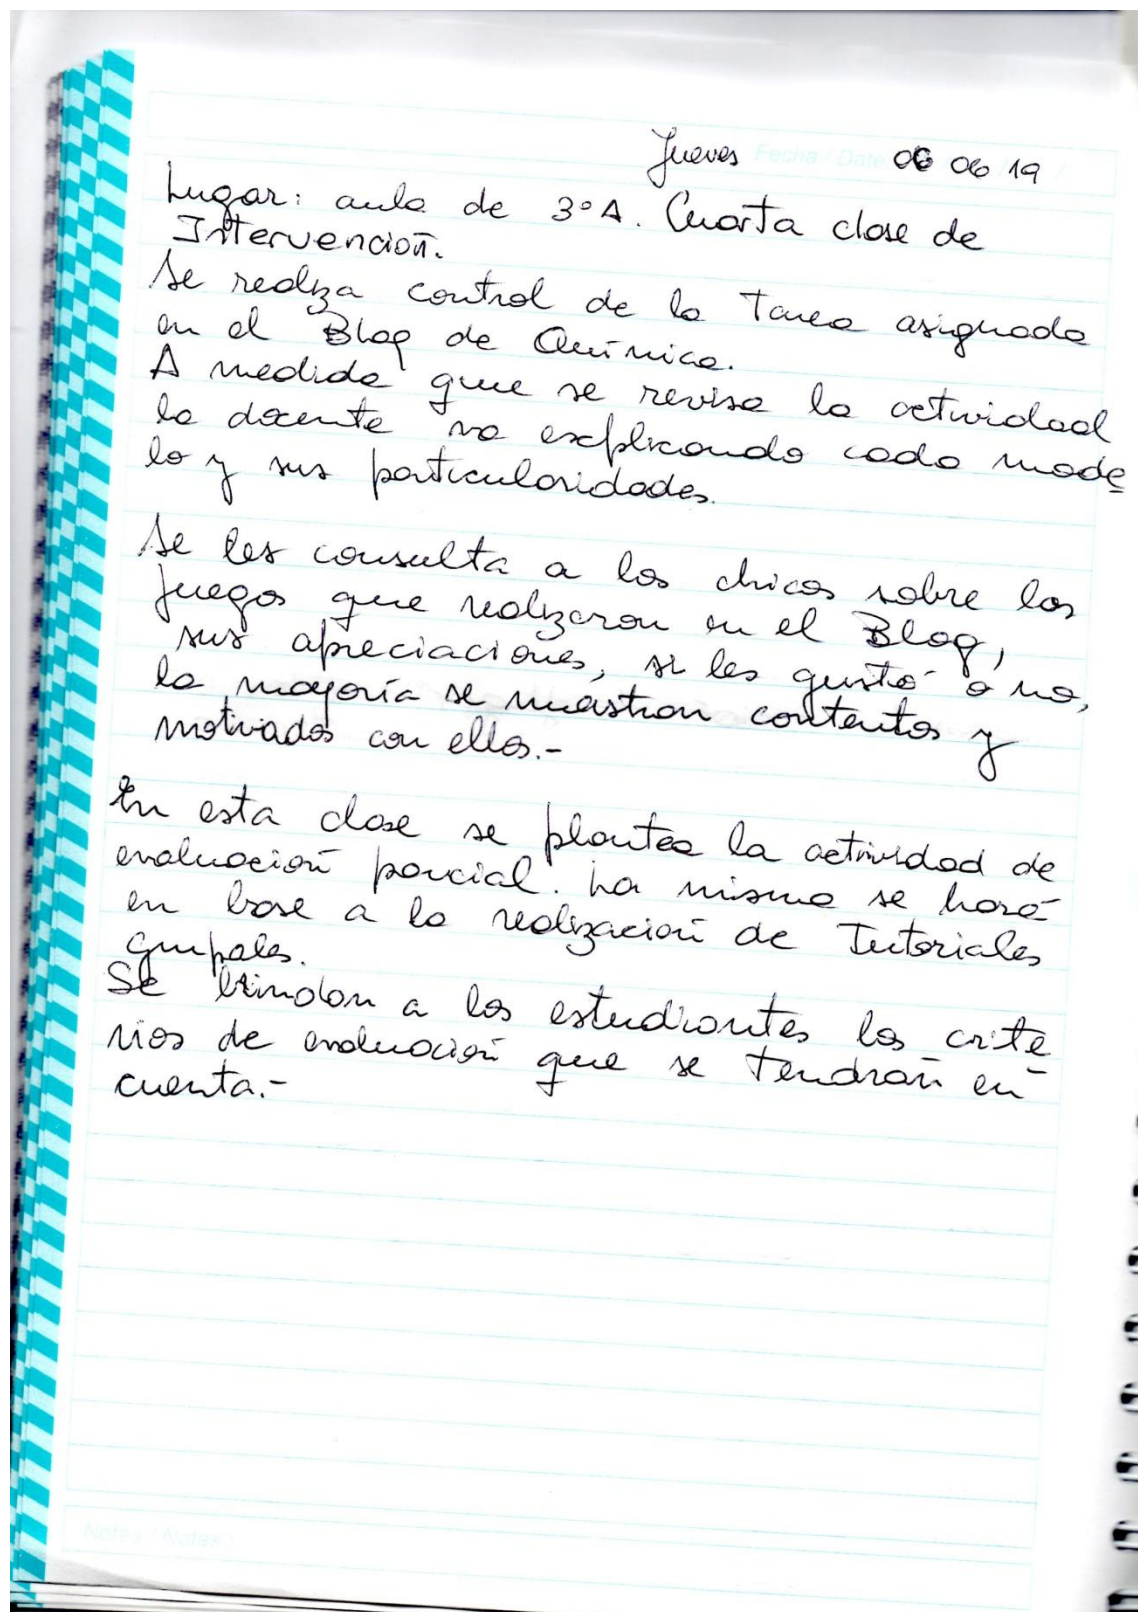 Jueves Fecha / Date 06 06 19
Lugar: aula de 3°A. Cuarta clase de
Intervención.
Se realiza control de la Tarea asignada
en el Blog de Química.
A medida que se revisa la actividad
la docente va explicando cada mode
lo y sus particularidades.
Se les consulta a los chicos sobre los
juegos que realizaron en el Blog,
sus apreciaciones, si les gustó o no,
la mayoría se muestran contentos y
motivados con ellos.-
En esta clase se plantea la actividad de
evaluación parcial. La misma se hará
en base a la realización de Tutoriales
grupales.
Se brindan a los estudiantes los crite
rios de evaluación que se tendrán en
cuenta.-
Notes / Notas :